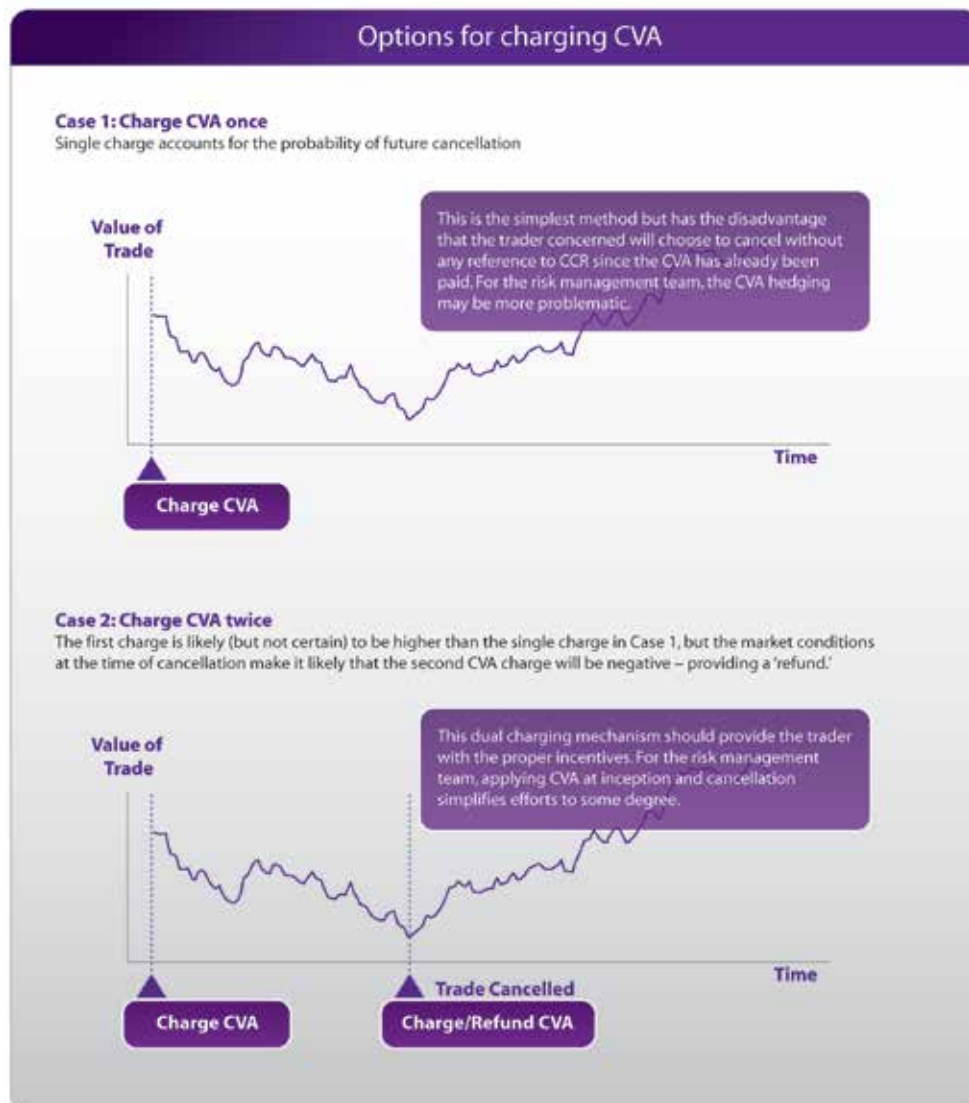 Options for charging CVA
Case 1: Charge CVA once
Single charge accounts for the probability of future cancellation
Value of
Trade
This is the simplest method but has the disadvantage
that the trader concerned will choose to cancel without
any reference to CCR since the CVA has already been
paid. For the risk management team, the CVA hedging
may be more problematic.
Time
Charge CVA
Case 2: Charge CVA twice
The first charge is likely (but not certain) to be higher than the single charge in Case 1, but the market conditions
at the time of cancellation make it likely that the second CVA charge will be negative – providing a ‘refund.’
Value of
Trade
This dual charging mechanism should provide the trader
with the proper incentives. For the risk management
team, applying CVA at inception and cancellation
simplifies efforts to some degree.
Time
Trade Cancelled
Charge CVA
Charge/Refund CVA